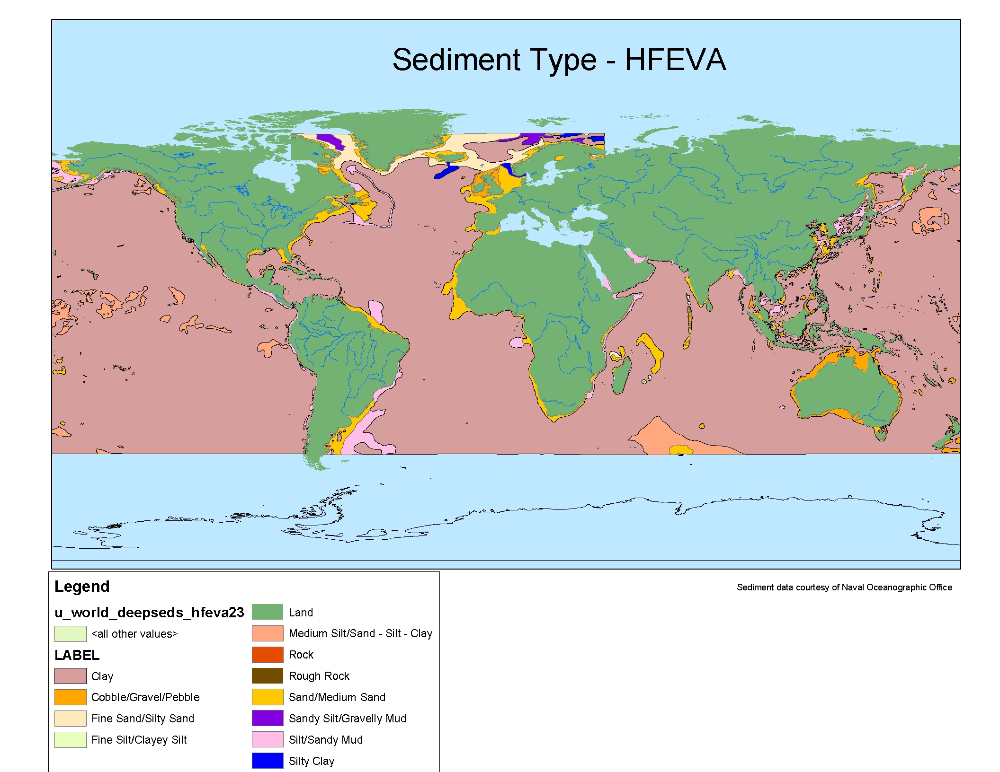 Sediment Type - HFEVA
Legend
u_world_deepseds_hfeva23
<all other values>
LABEL
Clay
Cobble/Gravel/Pebble
Fine Sand/Silty Sand
Fine Silt/Clayey Silt
Land
Medium Silt/Sand - Silt - Clay
Rock
Rough Rock
Sand/Medium Sand
Sandy Silt/Gravelly Mud
Silt/Sandy Mud
Silty Clay
Sediment data courtesy of Naval Oceanographic Office